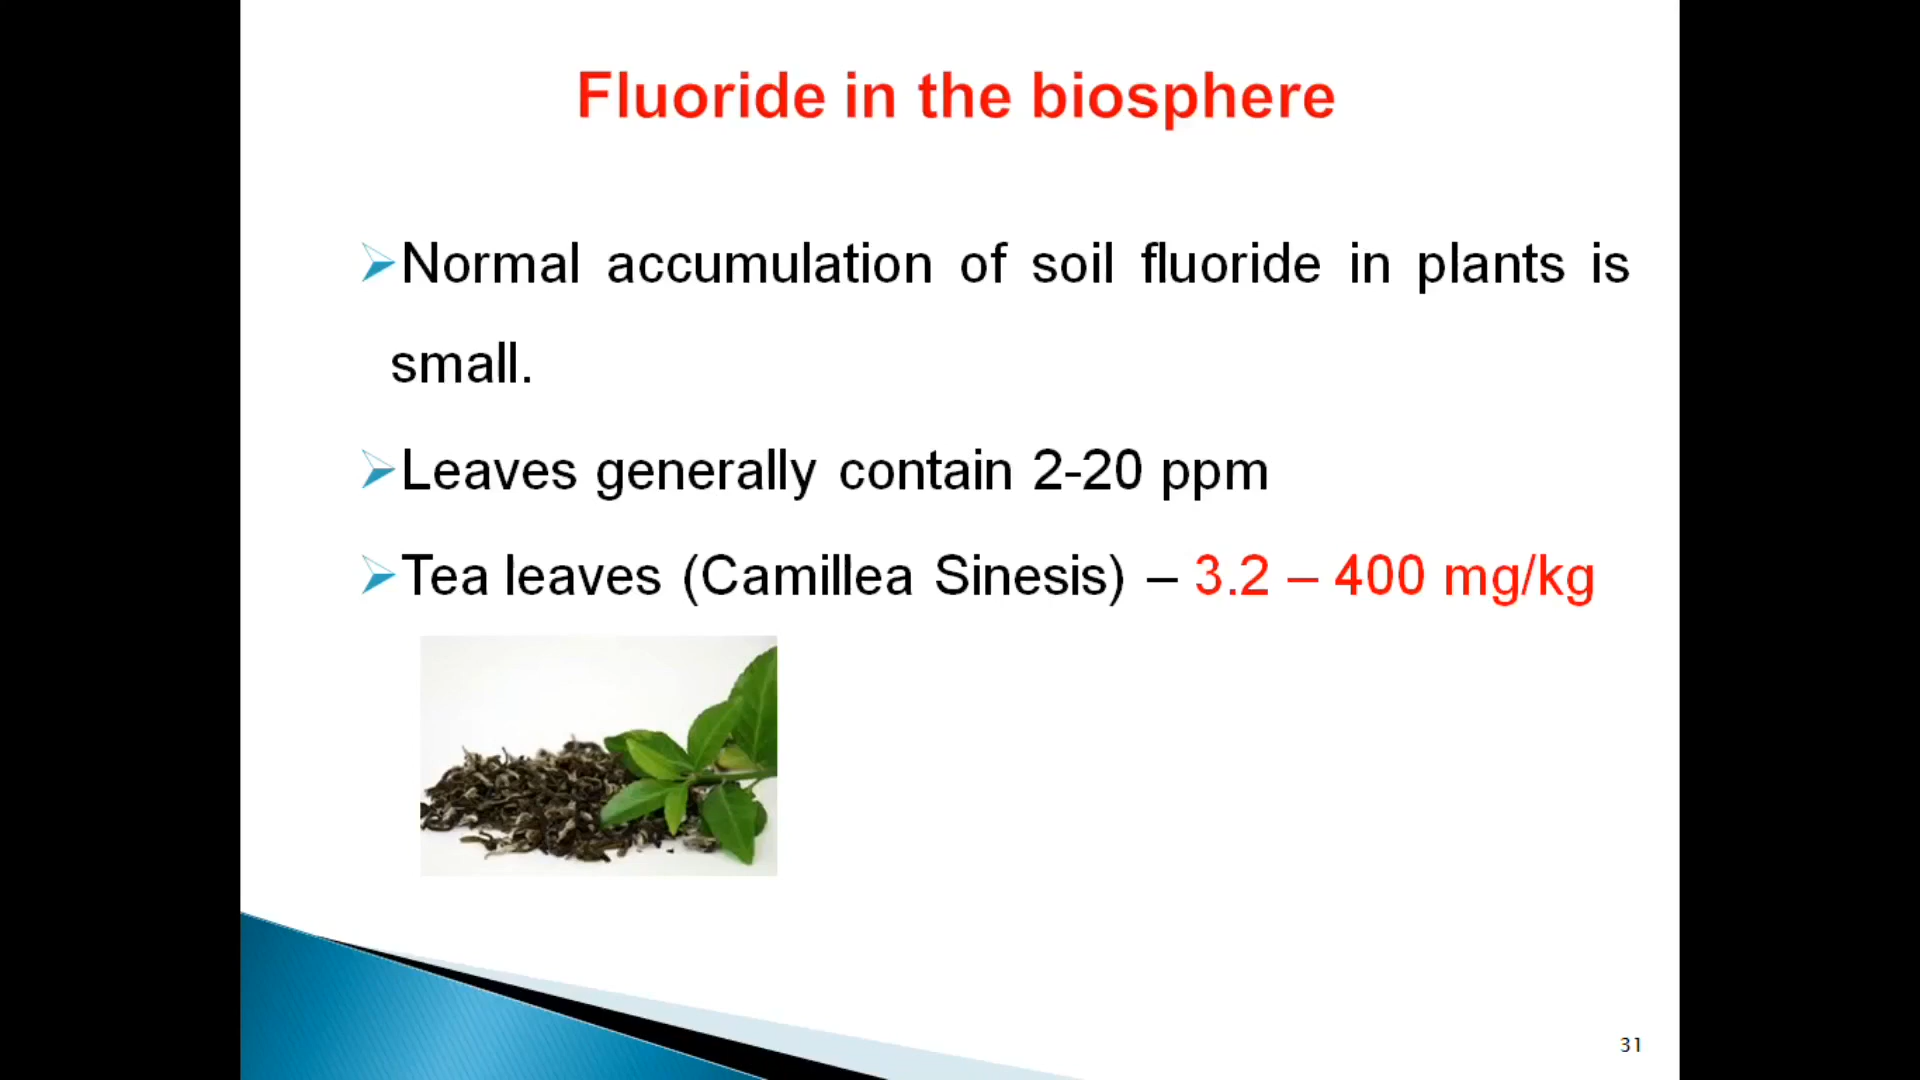 Fluoride in the biosphere
Normal accumulation of soil fluoride in plants is
small.
Leaves generally contain 2-20 ppm
Tea leaves (Camillea Sinesis) – 3.2 – 400 mg/kg
31